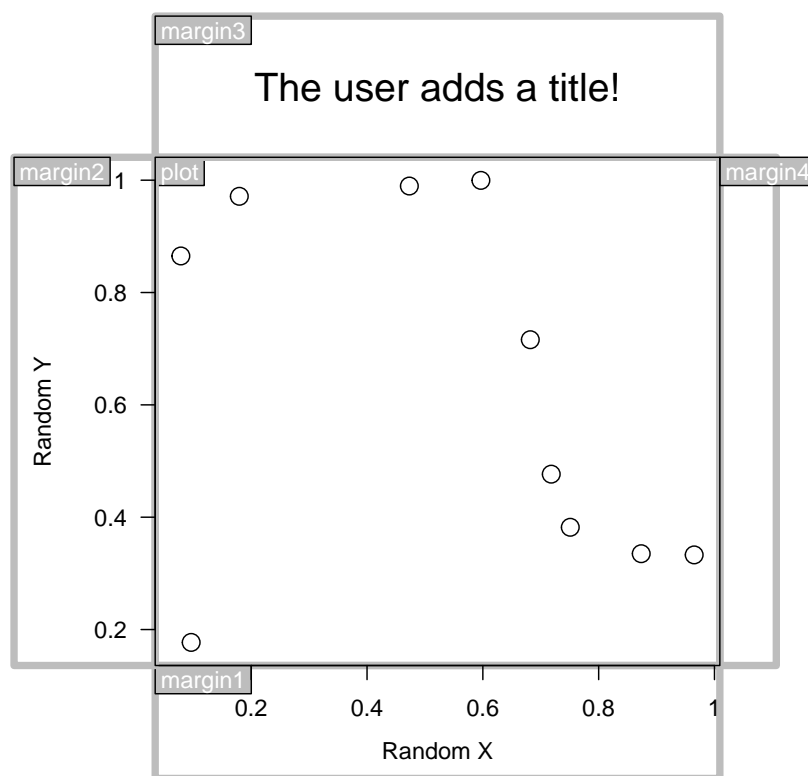 margin3
The user adds a title!
margin2
plot
margin4
1
0.8
0.6
0.4
0.2
Random Y
margin1
0.2 0.4 0.6 0.8 1
Random X